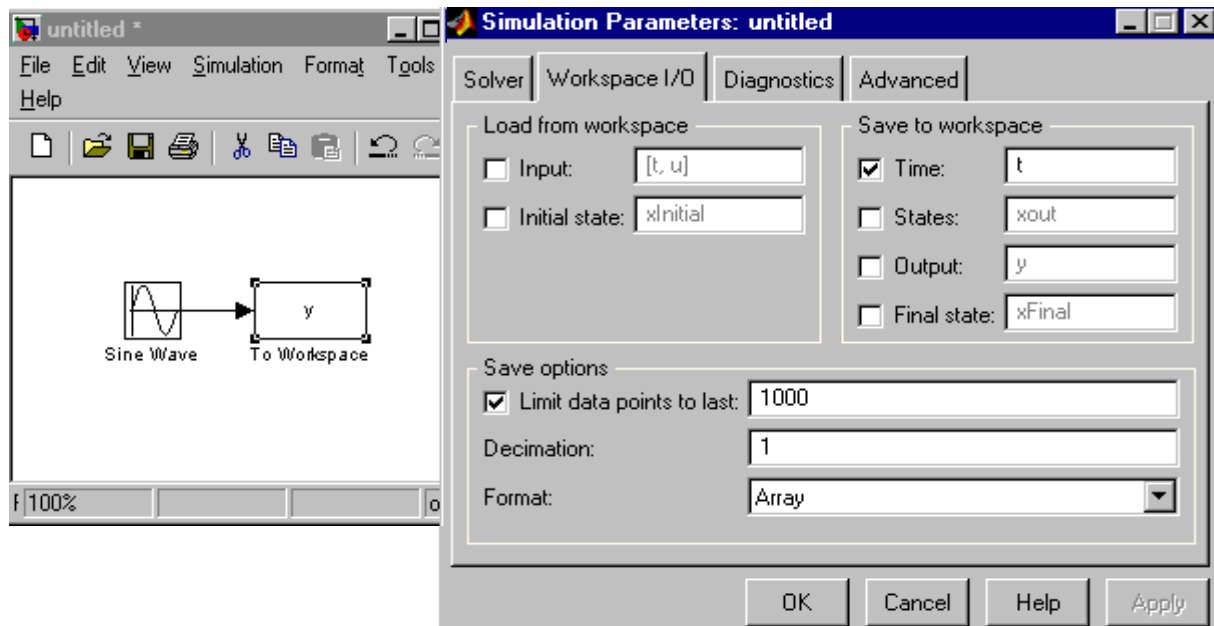 untitled *
File Edit View Simulation Format Tools
Help
y
Sine Wave To Workspace
100%
Simulation Parameters: untitled
Solver Workspace I/O Diagnostics Advanced
Load from workspace
Input: [t, u]
Initial state: xInitial
Save to workspace
Time: t
States: xout
Output: y
Final state: xFinal
Save options
Limit data points to last: 1000
Decimation: 1
Format: Array
OK Cancel Help Apply